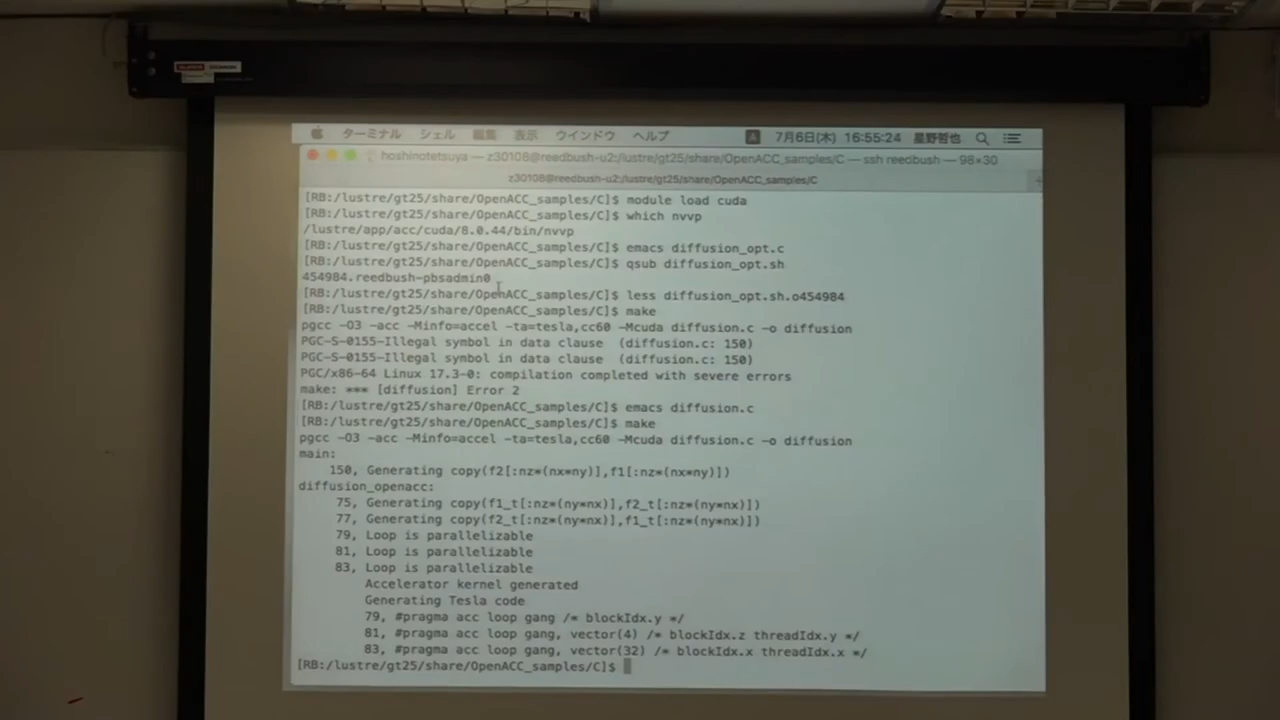 ターミナル シェル 編集 表示 ウインドウ ヘルプ A 7月6日(木) 16:55:24 星野哲也
hoshinotetsuya — z30108@reedbush-u2:/lustre/gt25/share/OpenACC_samples/C — ssh reedbush — 98×30
z30108@reedbush-u2:/lustre/gt25/share/OpenACC_samples/C
[RB:/lustre/gt25/share/OpenACC_samples/C]$ module load cuda
[RB:/lustre/gt25/share/OpenACC_samples/C]$ which nvvp
/lustre/app/acc/cuda/8.0.44/bin/nvvp
[RB:/lustre/gt25/share/OpenACC_samples/C]$ emacs diffusion_opt.c
[RB:/lustre/gt25/share/OpenACC_samples/C]$ qsub diffusion_opt.sh
454984.reedbush-pbsadmin0
[RB:/lustre/gt25/share/OpenACC_samples/C]$ less diffusion_opt.sh.o454984
[RB:/lustre/gt25/share/OpenACC_samples/C]$ make
pgcc -O3 -acc -Minfo=accel -ta=tesla,cc60 -Mcuda diffusion.c -o diffusion
PGC-S-0155-Illegal symbol in data clause  (diffusion.c: 150)
PGC-S-0155-Illegal symbol in data clause  (diffusion.c: 150)
PGC/x86-64 Linux 17.3-0: compilation completed with severe errors
make: *** [diffusion] Error 2
[RB:/lustre/gt25/share/OpenACC_samples/C]$ emacs diffusion.c
[RB:/lustre/gt25/share/OpenACC_samples/C]$ make
pgcc -O3 -acc -Minfo=accel -ta=tesla,cc60 -Mcuda diffusion.c -o diffusion
main:
150, Generating copy(f2[:nz*(nx*ny)],f1[:nz*(nx*ny)])
diffusion_openacc:
75, Generating copy(f1_t[:nz*(ny*nx)],f2_t[:nz*(ny*nx)])
77, Generating copy(f2_t[:nz*(ny*nx)],f1_t[:nz*(ny*nx)])
79, Loop is parallelizable
81, Loop is parallelizable
83, Loop is parallelizable
Accelerator kernel generated
Generating Tesla code
79, #pragma acc loop gang /* blockIdx.y */
81, #pragma acc loop gang, vector(4) /* blockIdx.z threadIdx.y */
83, #pragma acc loop gang, vector(32) /* blockIdx.x threadIdx.x */
[RB:/lustre/gt25/share/OpenACC_samples/C]$